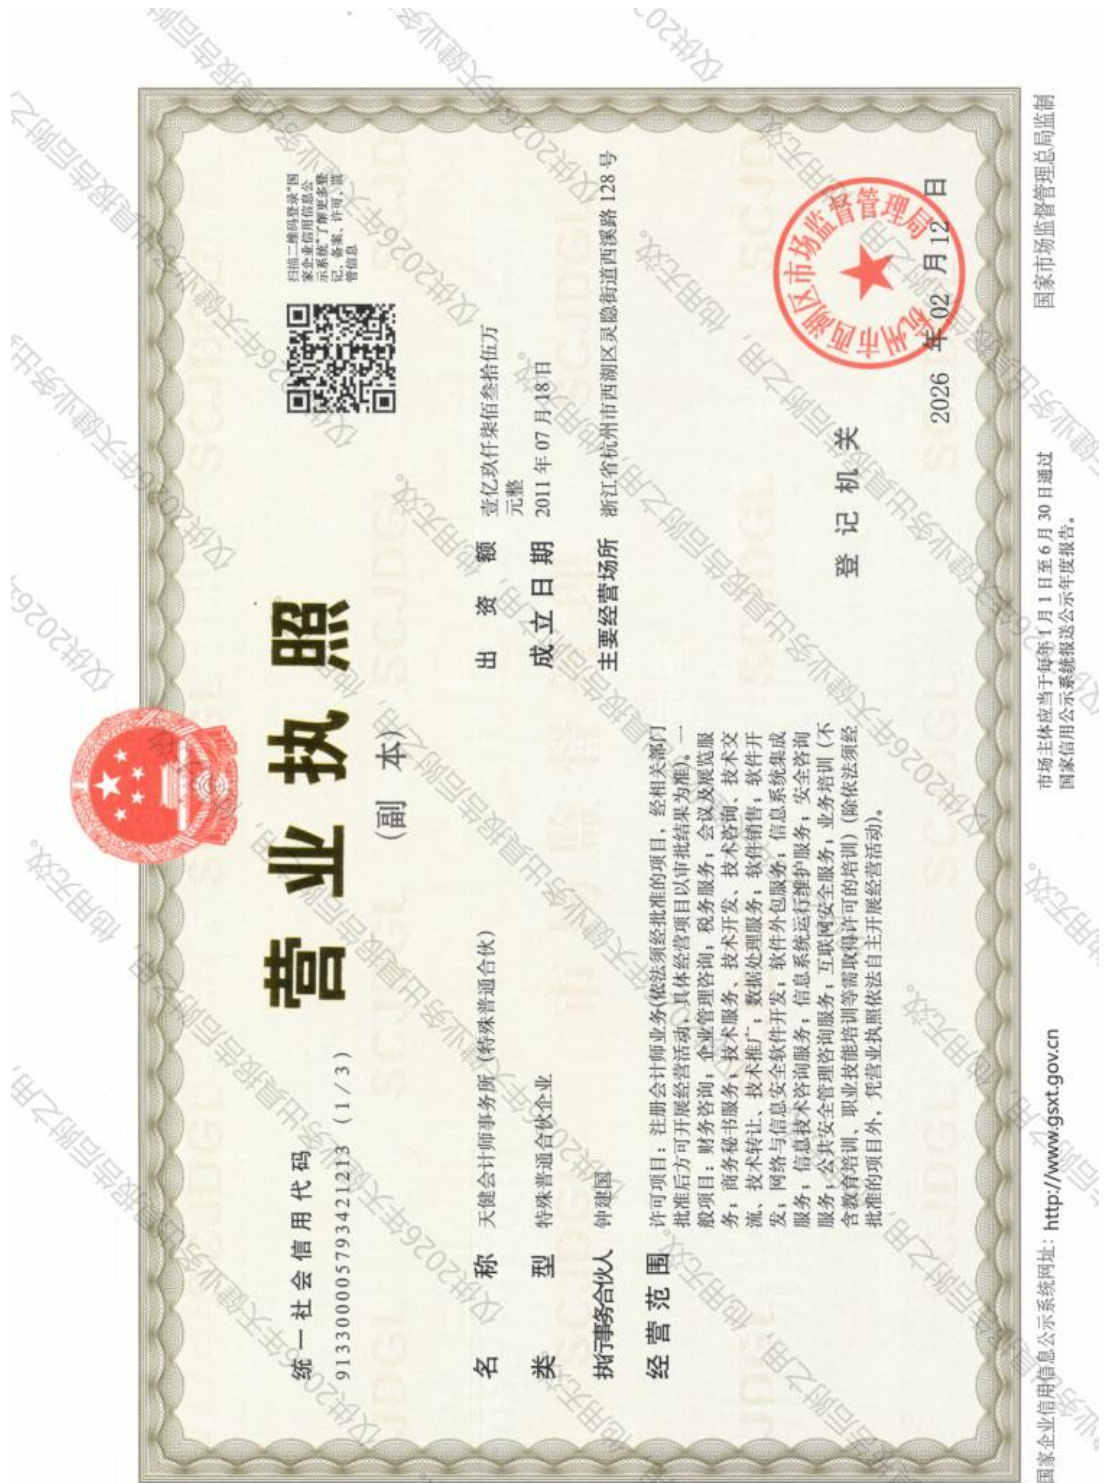 营业执照
(副 本)
统一社会信用代码
913300005793421213 (1/3)
扫描二维码登录“国
家企业信用信息公
示系统”了解更多登
记、备案、许可、监
管信息
名称 天健会计师事务所(特殊普通合伙)
类型 特殊普通合伙企业
执行事务合伙人 钟建国
经营范围 许可项目:注册会计师业务(依法须经批准的项目,经相关部门
批准后方可开展经营活动,具体经营项目以审批结果为准)。一
般项目:财务咨询;企业管理咨询;税务服务;会议及展览服
务;商务秘书服务;技术服务、技术开发、技术咨询、技术交
流、技术转让、技术推广;数据处理服务;软件销售;软件开
发;网络与信息安全软件开发;软件外包服务;信息系统集成
服务;信息技术咨询服务;信息系统运行维护服务;安全咨询
服务;公共安全管理咨询服务;互联网安全服务;业务培训(不
含教育培训、职业技能培训等需取得许可的培训)(除依法须经
批准的项目外,凭营业执照依法自主开展经营活动)。
出资额 壹亿玖仟柒佰叁拾伍万
元整
成立日期 2011年07月18日
主要经营场所 浙江省杭州市西湖区灵隐街道西溪路128号
登记机关
杭州市西湖区市场监督管理局
2026年02月12日
国家企业信用信息公示系统网址:http://www.gsxt.gov.cn
市场主体应当于每年1月1日至6月30日通过
国家信用公示系统报送公示年度报告。
国家市场监督管理总局监制
仅供2026年天健业务出具报告后附之用,他用无效。